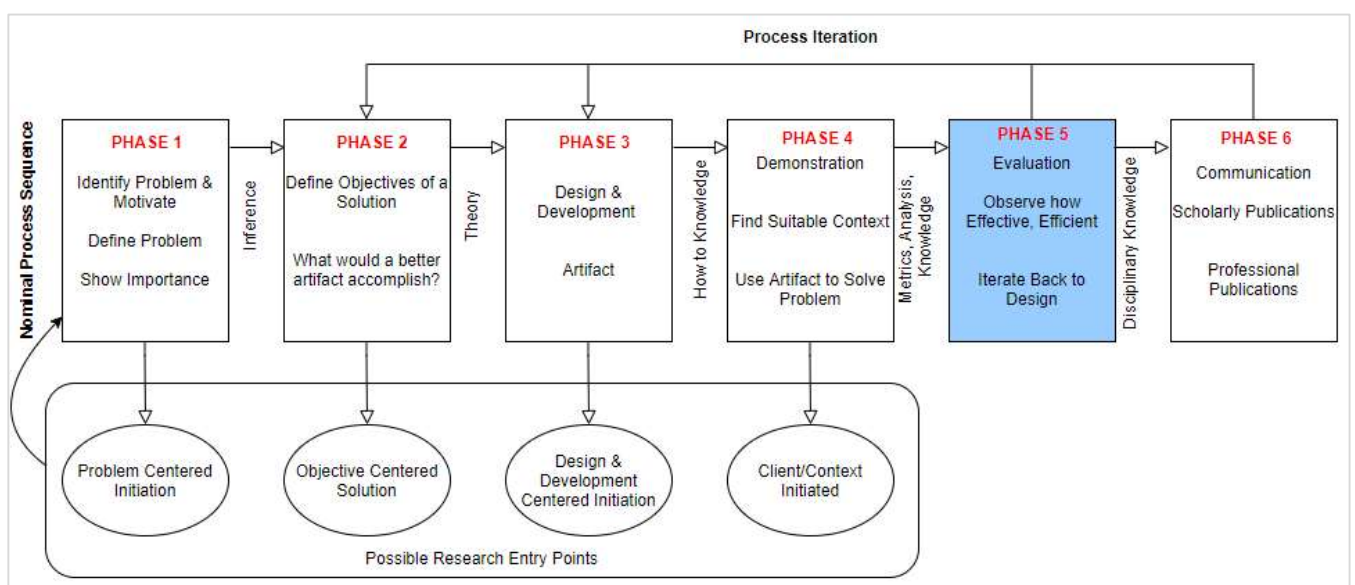 Process Iteration
Nominal Process Sequence
PHASE 1
Identify Problem &
Motivate
Define Problem
Show Importance
Inference
PHASE 2
Define Objectives of a
Solution
What would a better
artifact accomplish?
Theory
PHASE 3
Design &
Development
Artifact
How to Knowledge
PHASE 4
Demonstration
Find Suitable Context
Use Artifact to Solve
Problem
Metrics, Analysis,
Knowledge
PHASE 5
Evaluation
Observe how
Effective, Efficient
Iterate Back to
Design
Disciplinary Knowledge
PHASE 6
Communication
Scholarly Publications
Professional
Publications
Problem Centered
Initiation
Objective Centered
Solution
Design &
Development
Centered Initiation
Client/Context
Initiated
Possible Research Entry Points